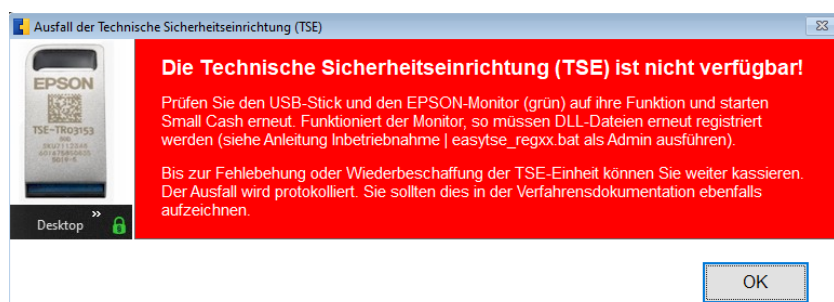 Ausfall der Technische Sicherheitseinrichtung (TSE)
EPSON
TSE-TR03153
Desktop
Die Technische Sicherheitseinrichtung (TSE) ist nicht verfügbar!
Prüfen Sie den USB-Stick und den EPSON-Monitor (grün) auf ihre Funktion und starten
Small Cash erneut. Funktioniert der Monitor, so müssen DLL-Dateien erneut registriert
werden (siehe Anleitung Inbetriebnahme | easytse_regxx.bat als Admin ausführen).
Bis zur Fehlebehung oder Wiederbeschaffung der TSE-Einheit können Sie weiter kassieren.
Der Ausfall wird protokolliert. Sie sollten dies in der Verfahrensdokumentation ebenfalls
aufzeichnen.
OK